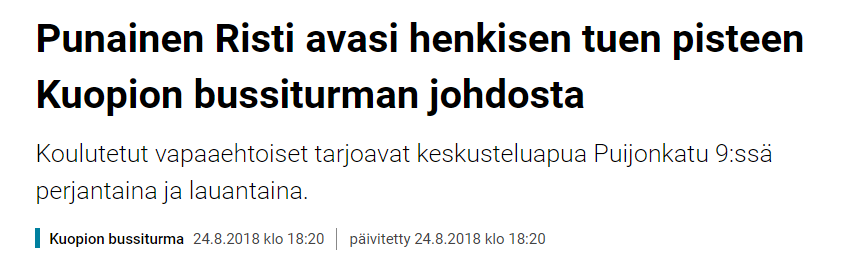 Punainen Risti avasi henkisen tuen pisteen
Kuopion bussiturman johdosta
Koulutetut vapaaehtoiset tarjoavat keskusteluapua Puijonkatu 9:ssä
perjantaina ja lauantaina.
Kuopion bussiturma 24.8.2018 klo 18:20 päivitetty 24.8.2018 klo 18:20